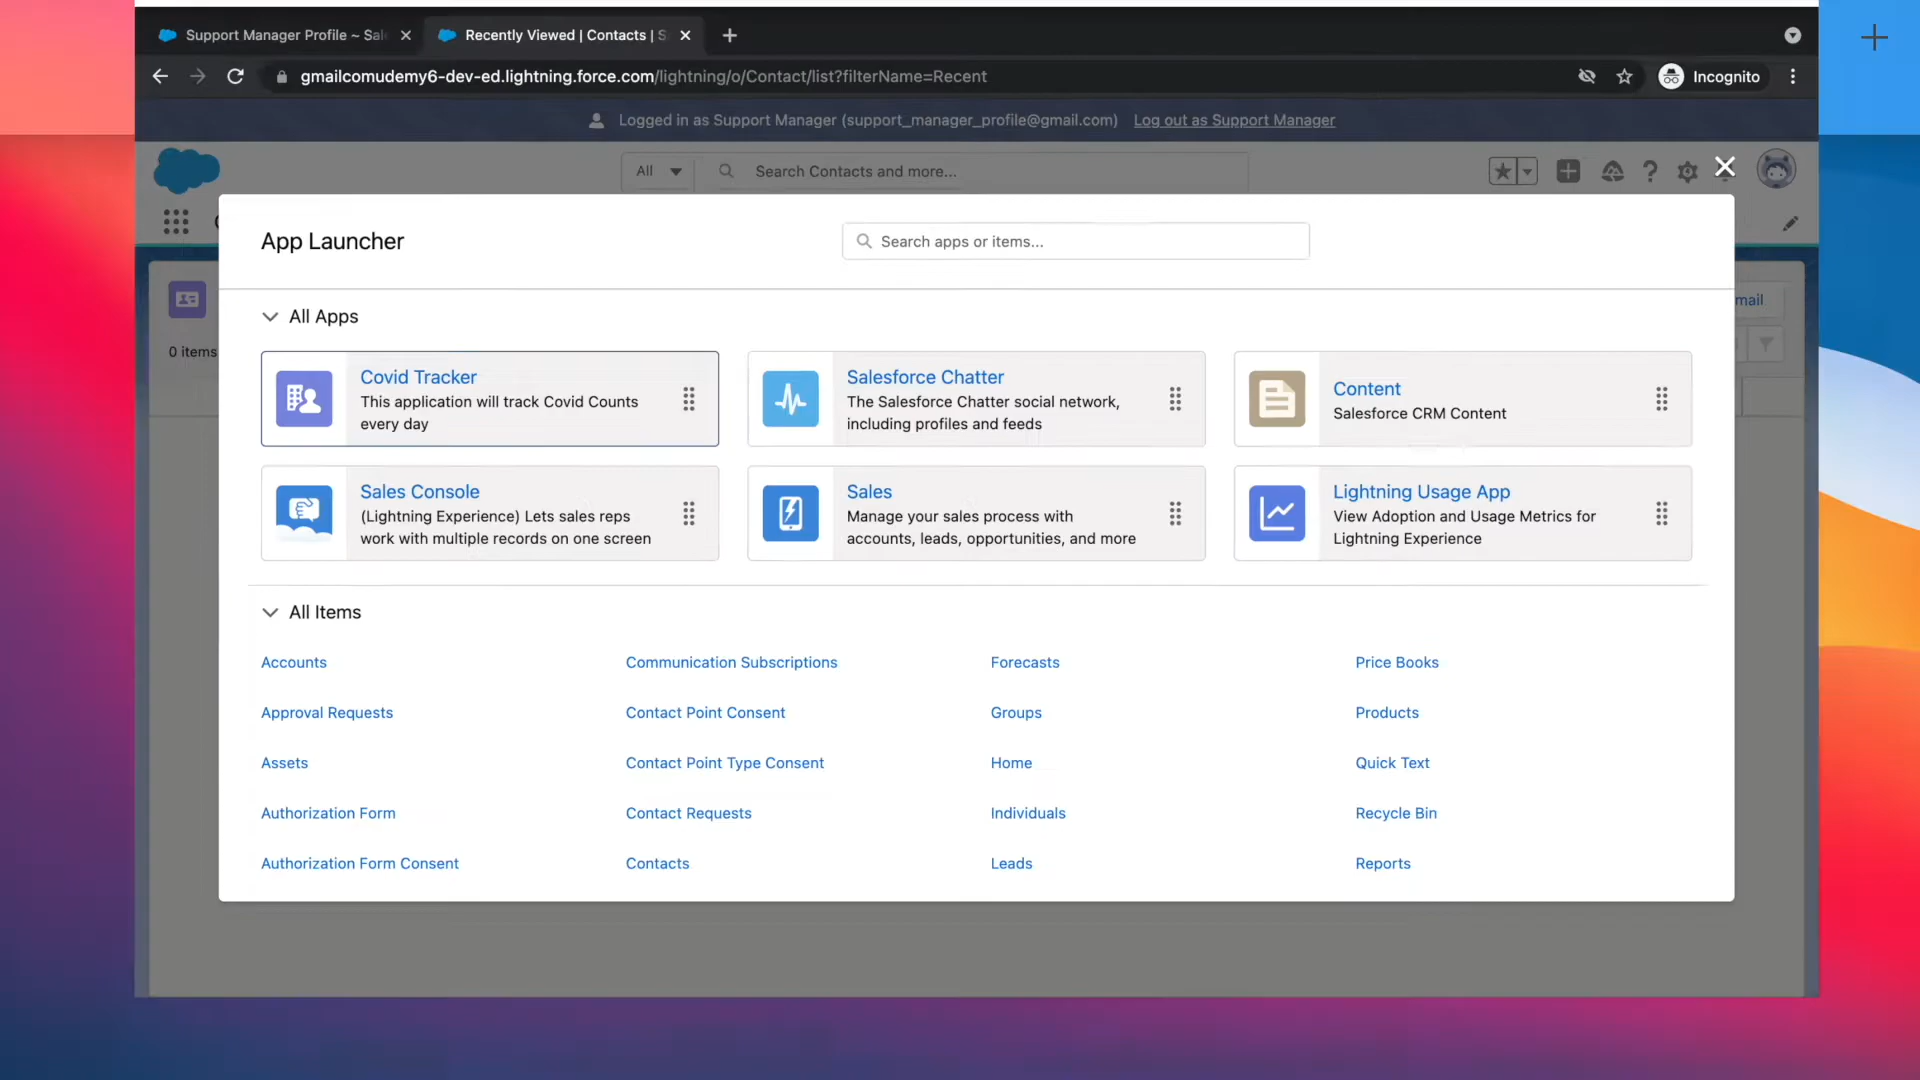 Support Manager Profile ~ Sal
Recently Viewed | Contacts | S
gmailcomudemy6-dev-ed.lightning.force.com/lightning/o/Contact/list?filterName=Recent
Incognito
Logged in as Support Manager (support_manager_profile@gmail.com)
Log out as Support Manager
All
Search Contacts and more...
App Launcher
Search apps or items...
mail
0 items
All Apps
Covid Tracker
This application will track Covid Counts
every day
Salesforce Chatter
The Salesforce Chatter social network,
including profiles and feeds
Content
Salesforce CRM Content
Sales Console
(Lightning Experience) Lets sales reps
work with multiple records on one screen
Sales
Manage your sales process with
accounts, leads, opportunities, and more
Lightning Usage App
View Adoption and Usage Metrics for
Lightning Experience
All Items
Accounts
Communication Subscriptions
Forecasts
Price Books
Approval Requests
Contact Point Consent
Groups
Products
Assets
Contact Point Type Consent
Home
Quick Text
Authorization Form
Contact Requests
Individuals
Recycle Bin
Authorization Form Consent
Contacts
Leads
Reports